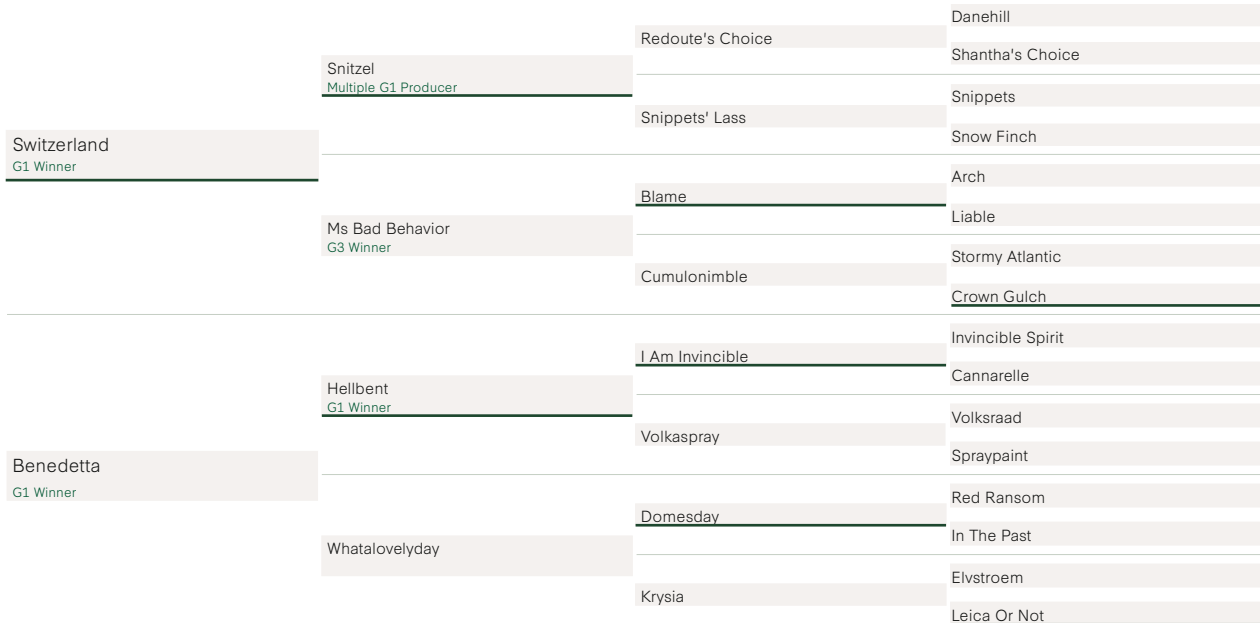 Danehill
Redoute's Choice
Shantha's Choice
Snitzel
Multiple G1 Producer
Snippets
Snippets' Lass
Snow Finch
Switzerland
G1 Winner
Arch
Blame
Liable
Ms Bad Behavior
G3 Winner
Stormy Atlantic
Cumulonimble
Crown Gulch
Invincible Spirit
I Am Invincible
Cannarelle
Hellbent
G1 Winner
Volksraad
Volkaspray
Spraypaint
Benedetta
G1 Winner
Red Ransom
Domesday
In The Past
Whatalovelyday
Elvstroem
Krysia
Leica Or Not